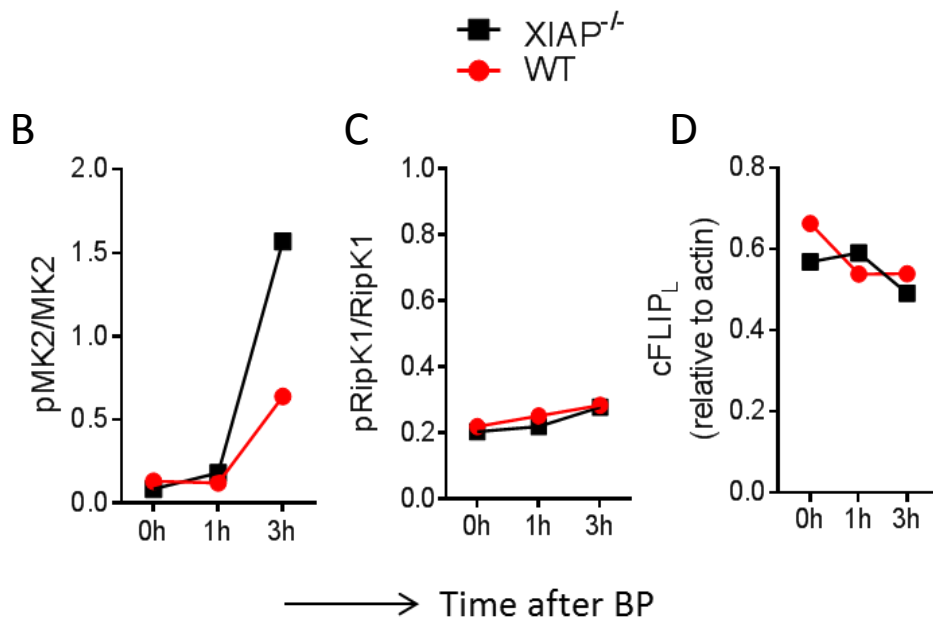 XIAP-/-
WT
B
pMK2/MK2
2.0
1.5
1.0
0.5
0.0
0h 1h 3h
C
pRipK1/RipK1
1.0
0.8
0.6
0.4
0.2
0.0
0h 1h 3h
D
cFLIPL
(relative to actin)
0.8
0.6
0.4
0.2
0.0
0h 1h 3h
Time after BP